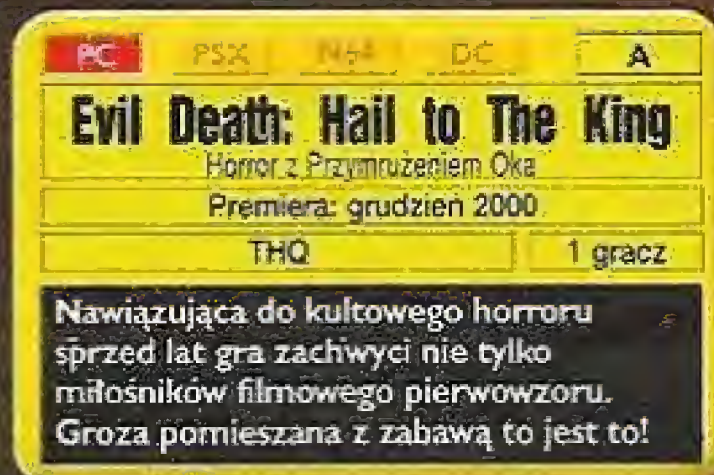 PC PSX N64 DC A
Evil Death: Hail to The King
Horror z Przymrużeniem Oka
Premiera: grudzień 2000
THQ 1 gracz
Nawiązująca do kultowego horroru
sprzed lat gra zachwyci nie tylko
miłośników filmowego pierwowzoru.
Groza pomieszana z zabawą to jest to!